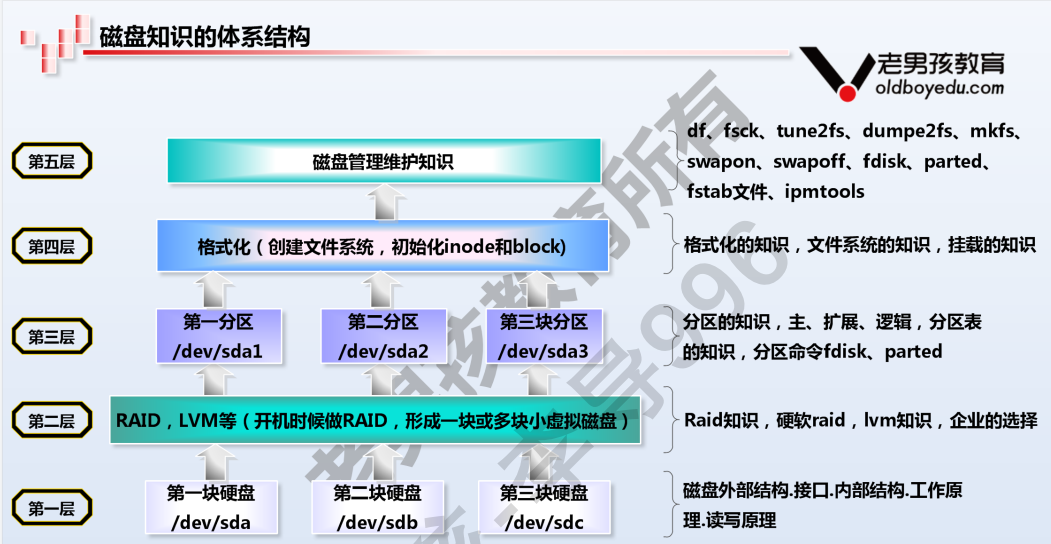 磁盘知识的体系结构
老男孩教育
oldboyedu.com
第五层
磁盘管理维护知识
df、fsck、tune2fs、dumpe2fs、mkfs、
swapon、swapoff、fdisk、parted、
fstab文件、ipmtools
第四层
格式化（创建文件系统，初始化inode和block)
格式化的知识，文件系统的知识，挂载的知识
第三层
第一分区
/dev/sda1
第二分区
/dev/sda2
第三块分区
/dev/sda3
分区的知识，主、扩展、逻辑，分区表
的知识，分区命令fdisk、parted
第二层
RAID，LVM等（开机时候做RAID，形成一块或多块小虚拟磁盘）
Raid知识，硬软raid，lvm知识，企业的选择
第一层
第一块硬盘
/dev/sda
第二块硬盘
/dev/sdb
第三块硬盘
/dev/sdc
磁盘外部结构.接口.内部结构.工作原
理.读写原理